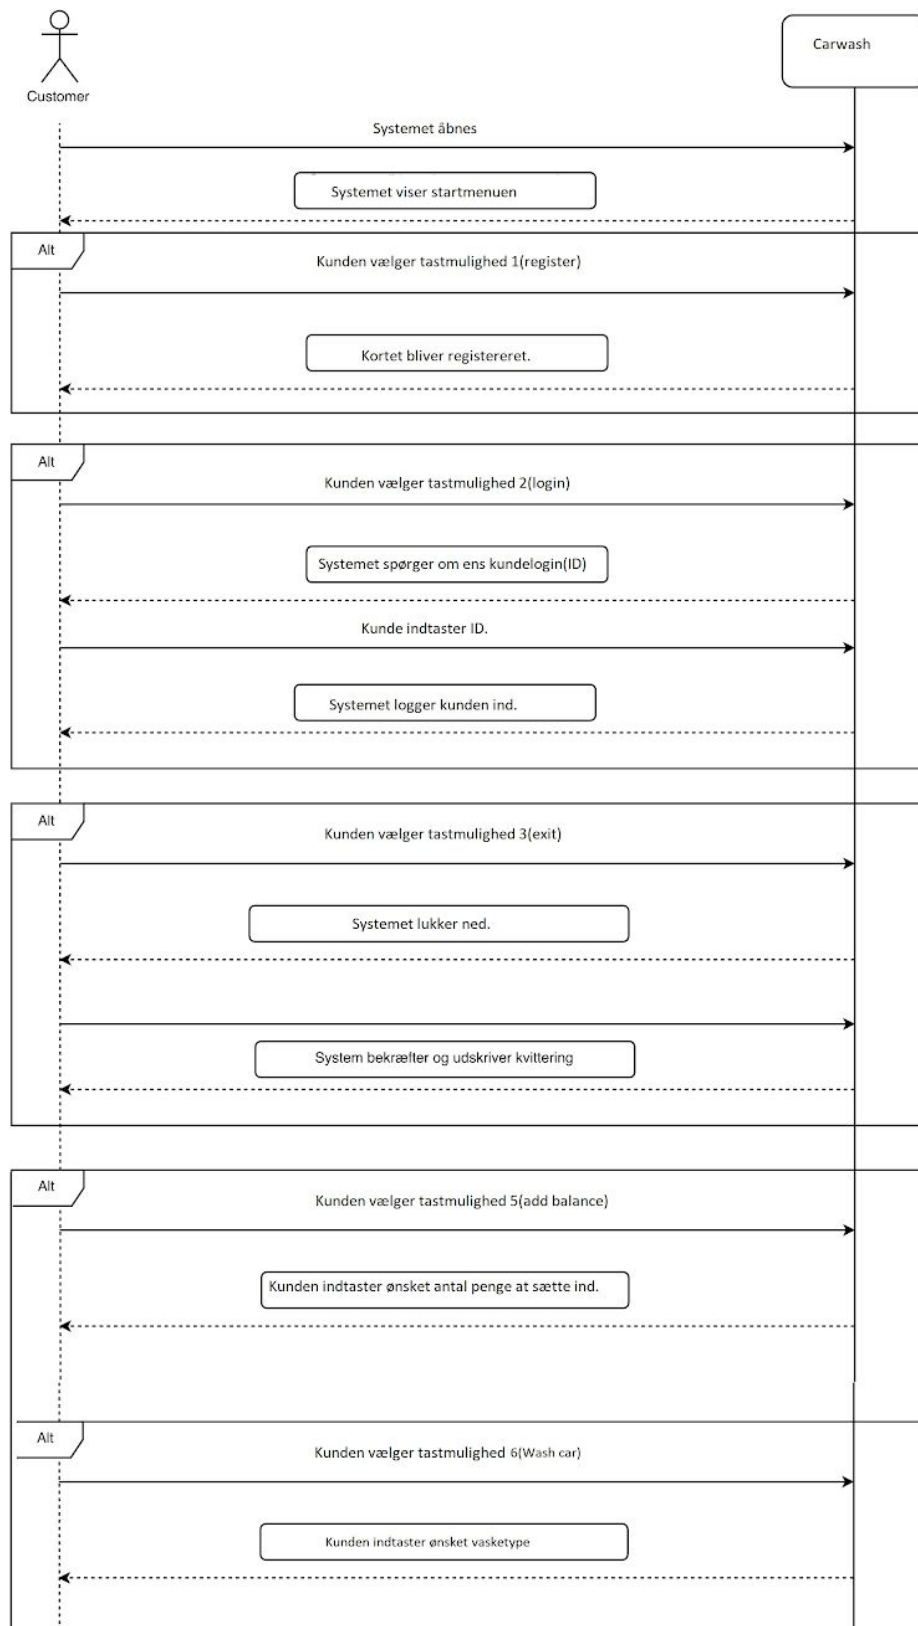 Carwash
Customer
Systemet åbnes
Systemet viser startmenuen
Alt
Kunden vælger tastmulighed 1(register)
Kortet bliver registereret.
Alt
Kunden vælger tastmulighed 2(login)
Systemet spørger om ens kundelogin(ID)
Kunde indtaster ID.
Systemet logger kunden ind.
Alt
Kunden vælger tastmulighed 3(exit)
Systemet lukker ned.
System bekræfter og udskriver kvittering
Alt
Kunden vælger tastmulighed 5(add balance)
Kunden indtaster ønsket antal penge at sætte ind.
Alt
Kunden vælger tastmulighed 6(Wash car)
Kunden indtaster ønsket vasketype